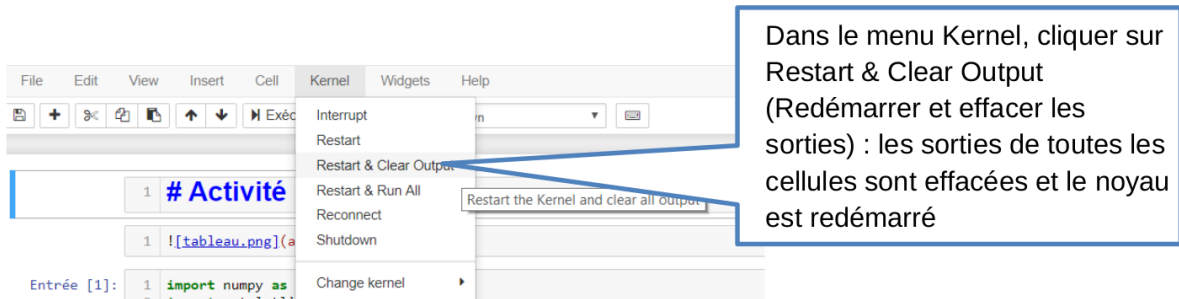 Dans le menu Kernel, cliquer sur
Restart & Clear Output
(Redémarrer et effacer les
sorties) : les sorties de toutes les
cellules sont effacées et le noyau
est redémarré
File Edit View Insert Cell Kernel Widgets Help
Exéc
Interrupt
Restart
Restart & Clear Output
Restart & Run All
Restart the Kernel and clear all output
Reconnect
Shutdown
Change kernel
1 # Activité
1 ![tableau.png](a
Entrée [1]: 1 import numpy as